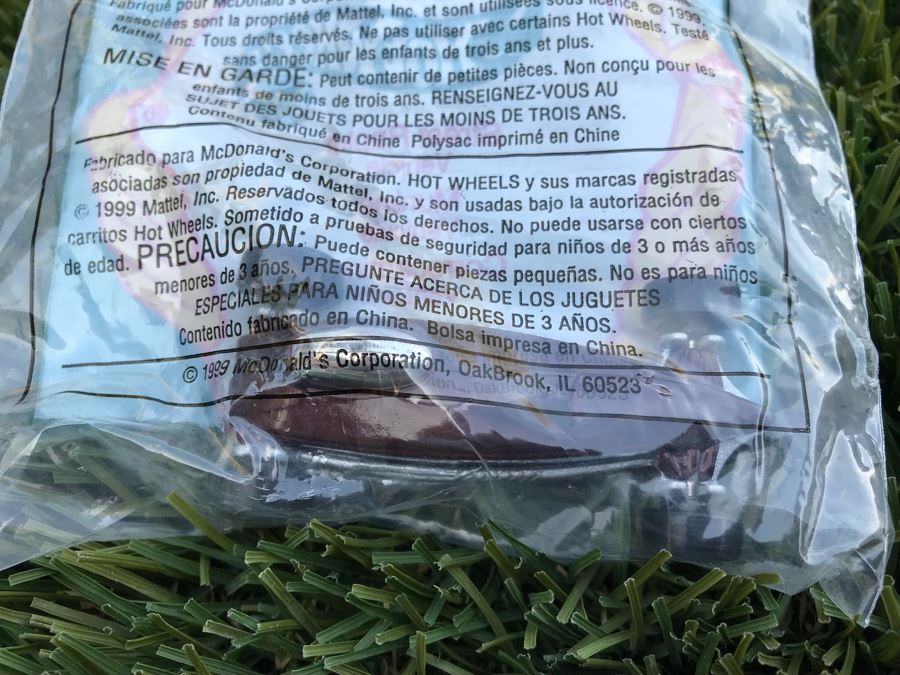 Fabriqué pour McDonald's
associées sont la propriété de Mattel, Inc. et sont utilisées sous licence. © 1999,
Mattel, Inc. Tous droits réservés. Ne pas utiliser avec certains Hot Wheels. Testé
sans danger pour les enfants de trois ans et plus.
MISE EN GARDE: Peut contenir de petites pièces. Non conçu pour les
enfants de moins de trois ans. RENSEIGNEZ-VOUS AU
SUJET DES JOUETS POUR LES MOINS DE TROIS ANS.
Contenu fabriqué en Chine Polysac imprimé en Chine
Fabricado para McDonald's Corporation. HOT WHEELS y sus marcas registradas
asociadas son propiedad de Mattel, Inc. y son usadas bajo la autorización de
© 1999 Mattel, Inc. Reservados todos los derechos. No puede usarse con ciertos
carritos Hot Wheels. Sometido a pruebas de seguridad para niños de 3 o más años
de edad. PRECAUCION: Puede contener piezas pequeñas. No es para niños
menores de 3 años. PREGUNTE ACERCA DE LOS JUGUETES
ESPECIALES PARA NIÑOS MENORES DE 3 AÑOS.
Contenido fabricado en China. Bolsa impresa en China.
© 1999 McDonald's Corporation, OakBrook, IL 60523